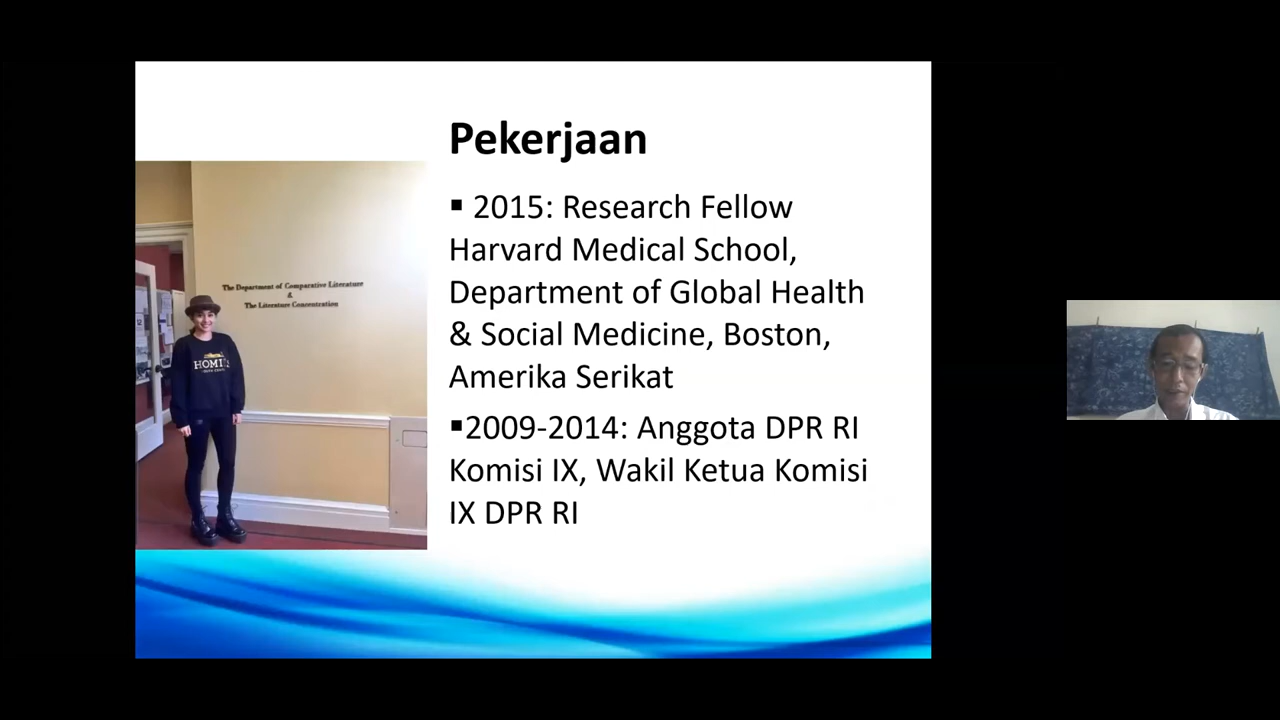 Pekerjaan
▪ 2015: Research Fellow
Harvard Medical School,
Department of Global Health
& Social Medicine, Boston,
Amerika Serikat
▪2009-2014: Anggota DPR RI
Komisi IX, Wakil Ketua Komisi
IX DPR RI
The Department of Comparative Literature
&
The Literature Concentration